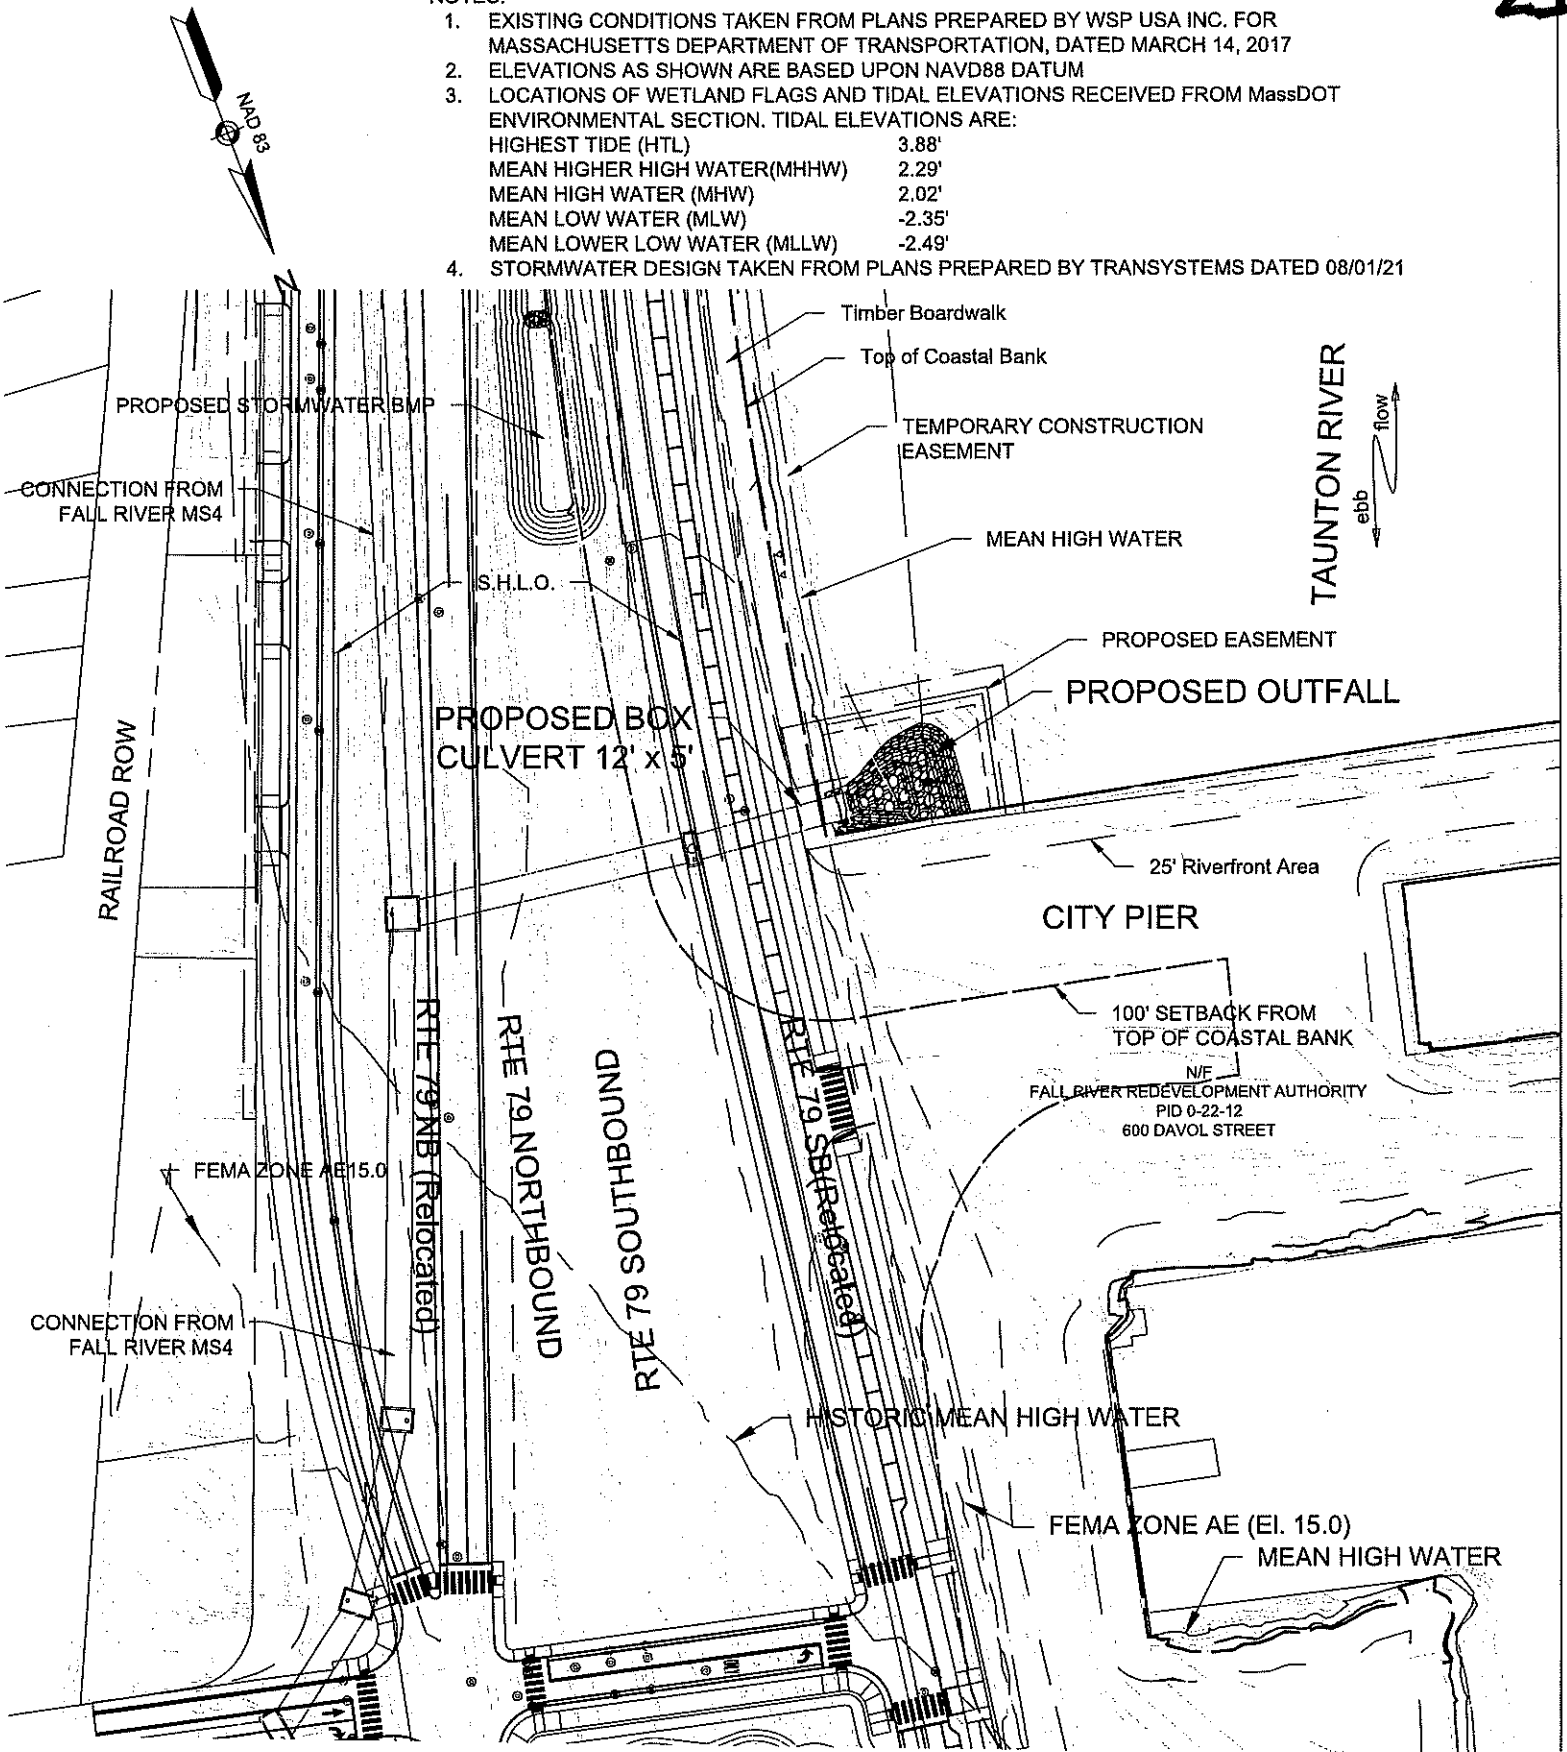 NOTES:
1. EXISTING CONDITIONS TAKEN FROM PLANS PREPARED BY WSP USA INC. FOR
MASSACHUSETTS DEPARTMENT OF TRANSPORTATION, DATED MARCH 14, 2017
2. ELEVATIONS AS SHOWN ARE BASED UPON NAVD88 DATUM
3. LOCATIONS OF WETLAND FLAGS AND TIDAL ELEVATIONS RECEIVED FROM MassDOT
ENVIRONMENTAL SECTION. TIDAL ELEVATIONS ARE:
HIGHEST TIDE (HTL) 3.88'
MEAN HIGHER HIGH WATER(MHHW) 2.29'
MEAN HIGH WATER (MHW) 2.02'
MEAN LOW WATER (MLW) -2.35'
MEAN LOWER LOW WATER (MLLW) -2.49'
4. STORMWATER DESIGN TAKEN FROM PLANS PREPARED BY TRANSYSTEMS DATED 08/01/21
NAD 83
N
Timber Boardwalk
Top of Coastal Bank
PROPOSED STORMWATER BMP
TEMPORARY CONSTRUCTION
EASEMENT
TAUNTON RIVER
flow
ebb
CONNECTION FROM
FALL RIVER MS4
MEAN HIGH WATER
S.H.L.O.
PROPOSED EASEMENT
PROPOSED OUTFALL
PROPOSED BOX
CULVERT 12' x 5'
RAILROAD ROW
25' Riverfront Area
CITY PIER
100' SETBACK FROM
TOP OF COASTAL BANK
N/F
FALL RIVER REDEVELOPMENT AUTHORITY
PID 0-22-12
600 DAVOL STREET
RTE 79 NB (Relocated)
RTE 79 NORTHBOUND
RTE 79 SOUTHBOUND
RTE 79 SB(Relocated)
FEMA ZONE AE15.0
CONNECTION FROM
FALL RIVER MS4
HISTORIC MEAN HIGH WATER
FEMA ZONE AE (El. 15.0)
MEAN HIGH WATER